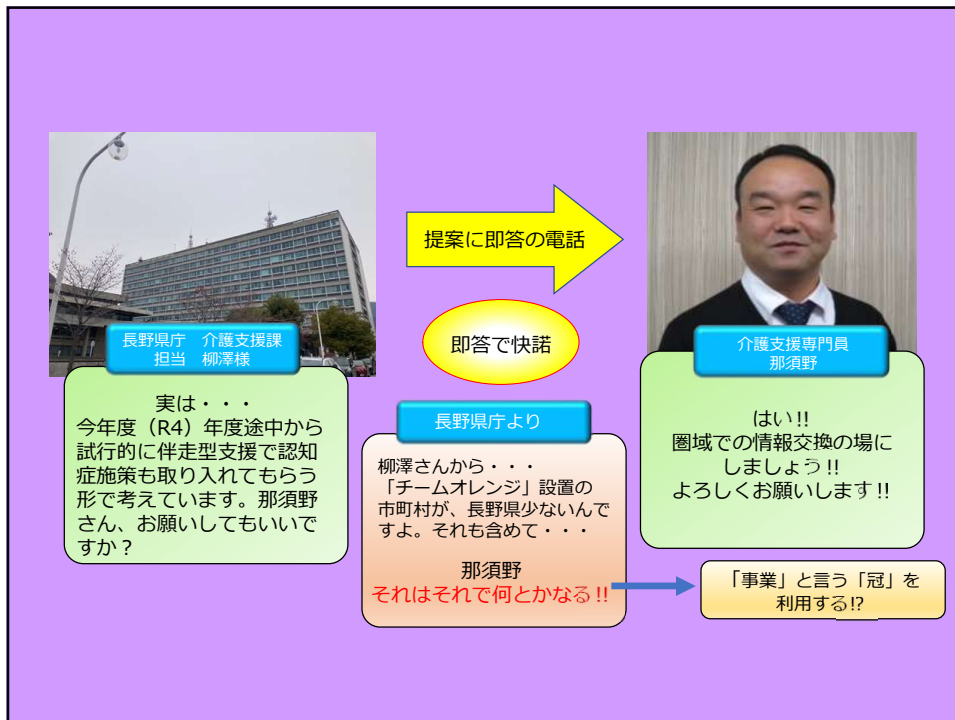 提案に即答の電話
即答で快諾
長野県庁　介護支援課
担当　柳澤様
実は・・・
今年度（R4）年度途中から
試行的に伴走型支援で認知
症施策も取り入れてもらう
形で考えています。那須野
さん、お願いしてもいいで
すか？
長野県庁より
柳澤さんから・・・
「チームオレンジ」設置の
市町村が、長野県少ないんで
すよ。それも含めて・・・
那須野
それはそれで何とかなる!!
介護支援専門員
那須野
はい!!
圏域での情報交換の場に
しましょう!!
よろしくお願いします!!
「事業」と言う「冠」を
利用する!?